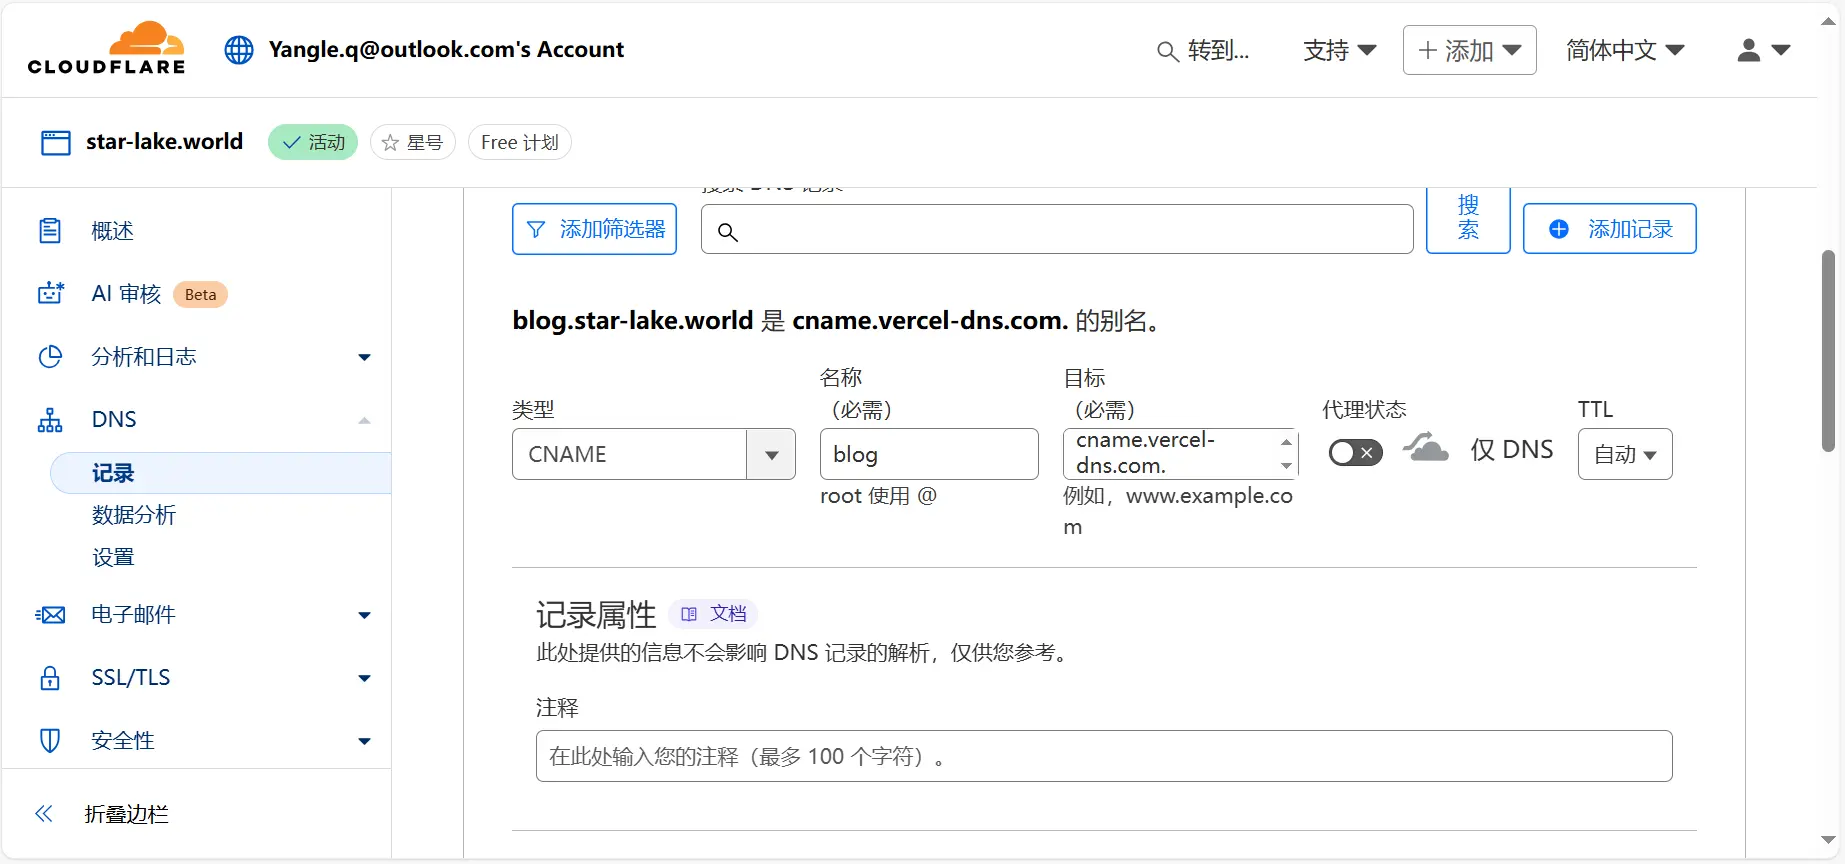 CLOUDFLARE
Yangle.q@outlook.com's Account
转到...
支持
添加
简体中文
star-lake.world
活动
星号
Free 计划
概述
AI 审核
Beta
分析和日志
DNS
记录
数据分析
设置
电子邮件
SSL/TLS
安全性
折叠边栏
搜索 DNS 记录
添加筛选器
搜
索
添加记录
blog.star-lake.world 是 cname.vercel-dns.com. 的别名。
类型
CNAME
名称
（必需）
blog
root 使用 @
目标
（必需）
cname.vercel-
dns.com.
例如，www.example.co
m
代理状态
仅 DNS
TTL
自动
记录属性
文档
此处提供的信息不会影响 DNS 记录的解析，仅供您参考。
注释
在此处输入您的注释（最多 100 个字符）。